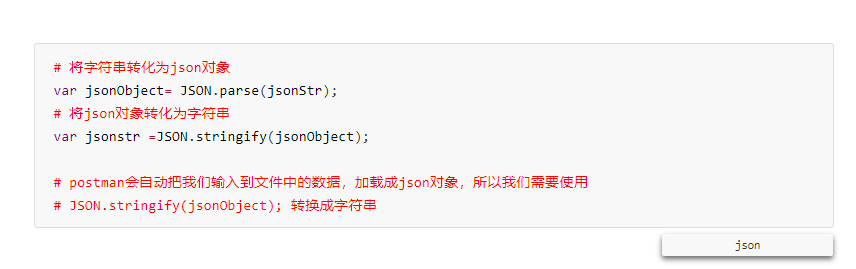 # 将字符串转化为json对象
var jsonObject= JSON.parse(jsonStr);
# 将json对象转化为字符串
var jsonstr =JSON.stringify(jsonObject);
# postman会自动把我们输入到文件中的数据，加载成json对象，所以我们需要使用
# JSON.stringify(jsonObject); 转换成字符串
json